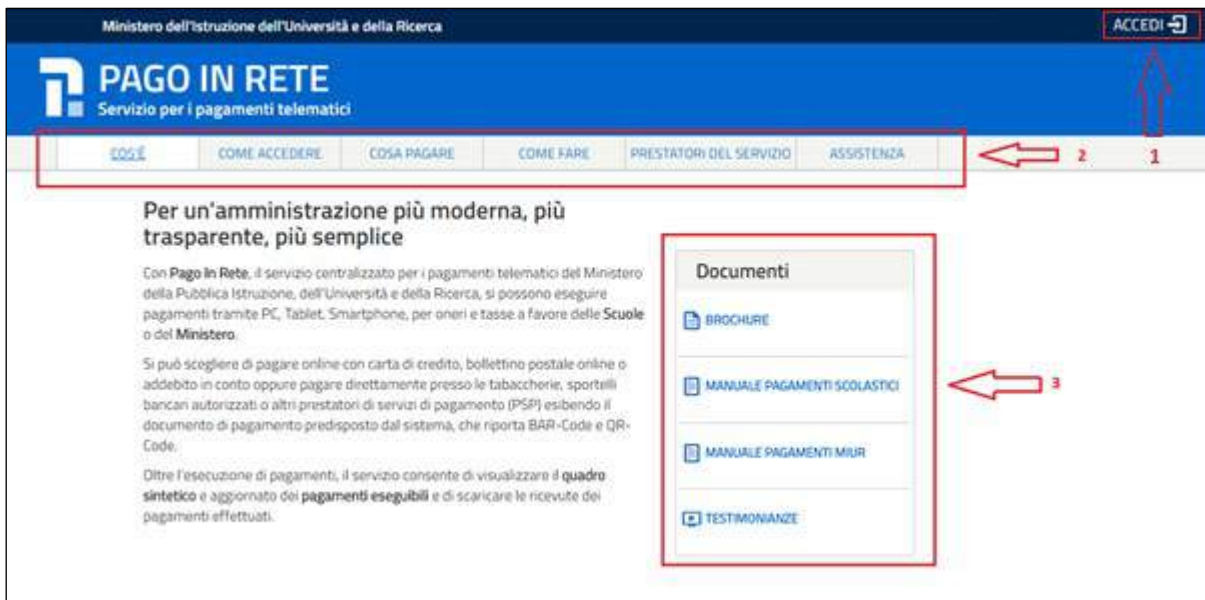 Ministero dell'Istruzione dell'Università e della Ricerca
ACCEDI
PAGO IN RETE
Servizio per i pagamenti telematici
COS'È COME ACCEDERE COSA PAGARE COME FARE PRESTATORI DEL SERVIZIO ASSISTENZA
2
1
Per un'amministrazione più moderna, più
trasparente, più semplice
Con Pago In Rete, il servizio centralizzato per i pagamenti telematici del Ministero
della Pubblica Istruzione, dell'Università e della Ricerca, si possono eseguire
pagamenti tramite PC, Tablet, Smartphone, per oneri e tasse a favore delle Scuole
o del Ministero.
Si può scegliere di pagare online con carta di credito, bollettino postale online o
addebito in conto oppure pagare direttamente presso le tabaccherie, sportelli
bancari autorizzati o altri prestatori di servizi di pagamento (PSP) esibendo il
documento di pagamento predisposto dal sistema, che riporta BAR-Code e QR-
Code.
Oltre l'esecuzione di pagamenti, il servizio consente di visualizzare il quadro
sintetico e aggiornato dei pagamenti eseguibili e di scaricare le ricevute dei
pagamenti effettuati.
Documenti
BROCHURE
MANUALE PAGAMENTI SCOLASTICI
3
MANUALE PAGAMENTI MIUR
TESTIMONIANZE